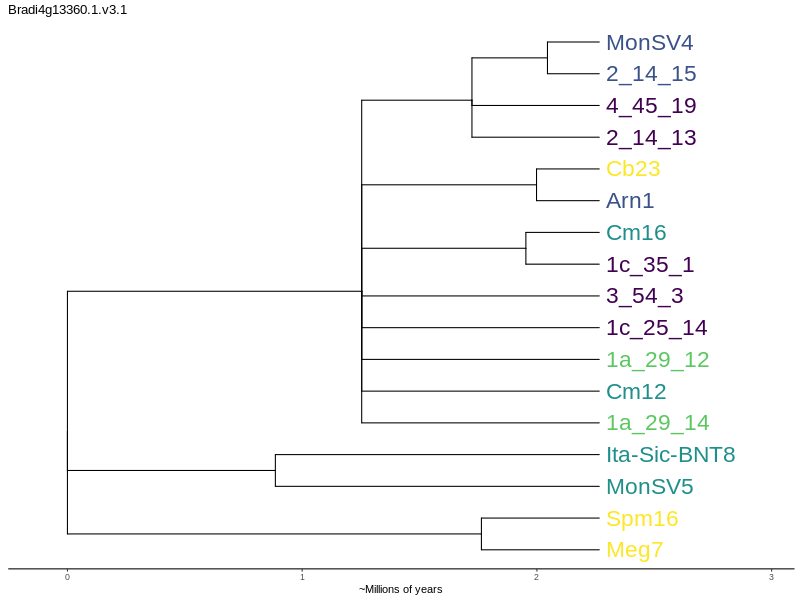 Bradi4g13360.1.v3.1
MonSV4
2_14_15
4_45_19
2_14_13
Cb23
Arn1
Cm16
1c_35_1
3_54_3
1c_25_14
1a_29_12
Cm12
1a_29_14
Ita-Sic-BNT8
MonSV5
Spm16
Meg7
0 1 2 3
~Millions of years